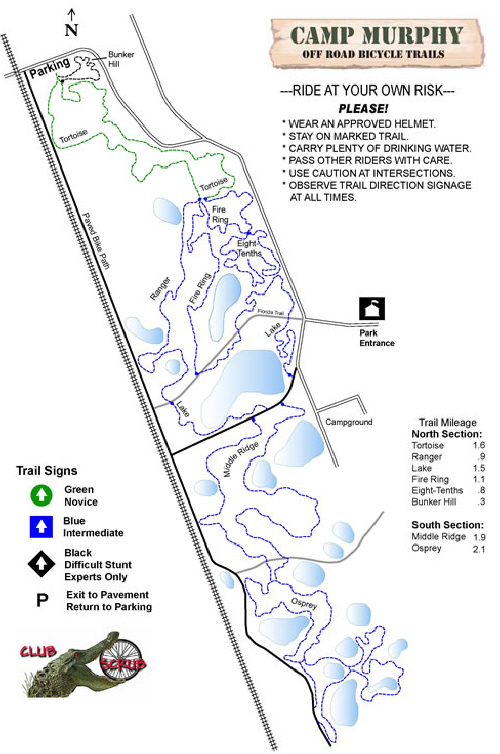 N
CAMP MURPHY
OFF ROAD BICYCLE TRAILS
---RIDE AT YOUR OWN RISK---
PLEASE!
* WEAR AN APPROVED HELMET.
* STAY ON MARKED TRAIL.
* CARRY PLENTY OF DRINKING WATER.
* PASS OTHER RIDERS WITH CARE.
* USE CAUTION AT INTERSECTIONS.
* OBSERVE TRAIL DIRECTION SIGNAGE
AT ALL TIMES.
Parking
Bunker
Hill
Tortoise
Tortoise
Fire
Ring
Eight-
Tenths
Paved Bike Path
Ranger
Fire Ring
Florida Trail
Lake
Park
Entrance
Lake
Campground
Middle Ridge
Osprey
Trail Mileage
North Section:
Tortoise 1.6
Ranger .9
Lake 1.5
Fire Ring 1.1
Eight-Tenths .8
Bunker Hill .3
South Section:
Middle Ridge 1.9
Osprey 2.1
Trail Signs
Green
Novice
Blue
Intermediate
Black
Difficult Stunt
Experts Only
P Exit to Pavement
Return to Parking
CLUB
SCRUB